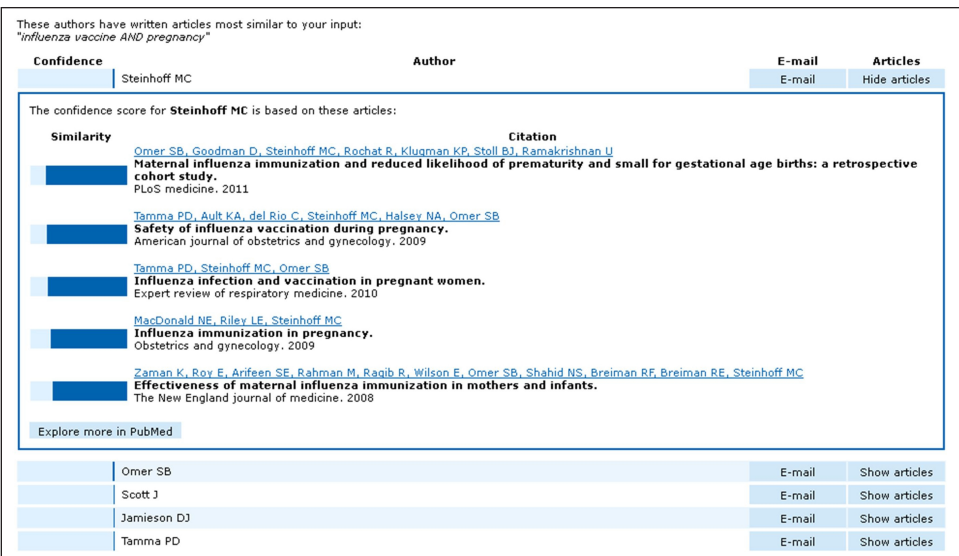 These authors have written articles most similar to your input:
"influenza vaccine AND pregnancy"
Confidence Author E-mail Articles
Steinhoff MC E-mail Hide articles
The confidence score for Steinhoff MC is based on these articles:
Similarity Citation
Omer SB, Goodman D, Steinhoff MC, Rochat R, Klugman KP, Stoll BJ, Ramakrishnan U
Maternal influenza immunization and reduced likelihood of prematurity and small for gestational age births: a retrospective
cohort study.
PLoS medicine. 2011
Tamma PD, Ault KA, del Rio C, Steinhoff MC, Halsey NA, Omer SB
Safety of influenza vaccination during pregnancy.
American journal of obstetrics and gynecology. 2009
Tamma PD, Steinhoff MC, Omer SB
Influenza infection and vaccination in pregnant women.
Expert review of respiratory medicine. 2010
MacDonald NE, Riley LE, Steinhoff MC
Influenza immunization in pregnancy.
Obstetrics and gynecology. 2009
Zaman K, Roy E, Arifeen SE, Rahman M, Raqib R, Wilson E, Omer SB, Shahid NS, Breiman RF, Breiman RE, Steinhoff MC
Effectiveness of maternal influenza immunization in mothers and infants.
The New England journal of medicine. 2008
Explore more in PubMed
Omer SB E-mail Show articles
Scott J E-mail Show articles
Jamieson DJ E-mail Show articles
Tamma PD E-mail Show articles